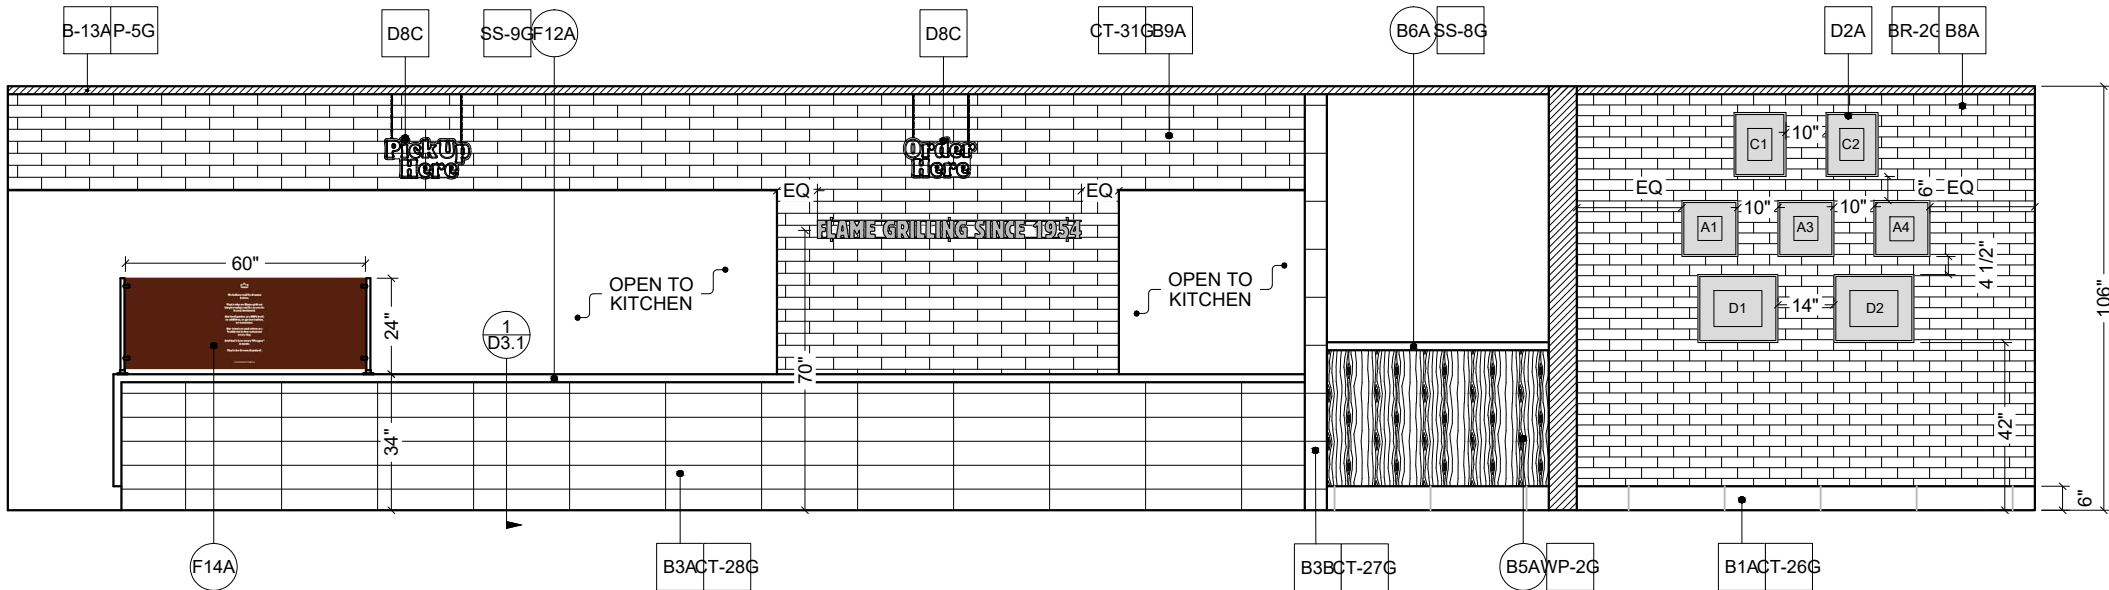 B-13A P-5G
D8C
SS-9G F12A
D8C
CT-31G B9A
B6A SS-8G
D2A
BR-2G B8A
PickUp
Here
Order
Here
C1
10"
C2
EQ
EQ
EQ
6"
EQ
FLAME GRILLING SINCE 1954
10"
10"
A1
A3
A4
60"
OPEN TO
KITCHEN
OPEN TO
KITCHEN
4 1/2"
24"
1
D3.1
D1
14"
D2
106"
70"
34"
42"
6"
F14A
B3A CT-28G
B3B CT-27G
B5A WP-2G
B1A CT-26G